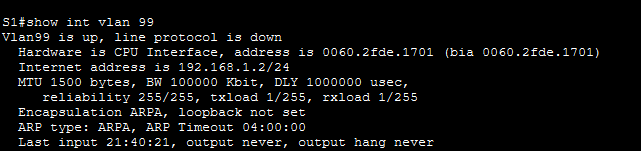 S1#show int vlan 99
Vlan99 is up, line protocol is down
Hardware is CPU Interface, address is 0060.2fde.1701 (bia 0060.2fde.1701)
Internet address is 192.168.1.2/24
MTU 1500 bytes, BW 100000 Kbit, DLY 1000000 usec,
reliability 255/255, txload 1/255, rxload 1/255
Encapsulation ARPA, loopback not set
ARP type: ARPA, ARP Timeout 04:00:00
Last input 21:40:21, output never, output hang never